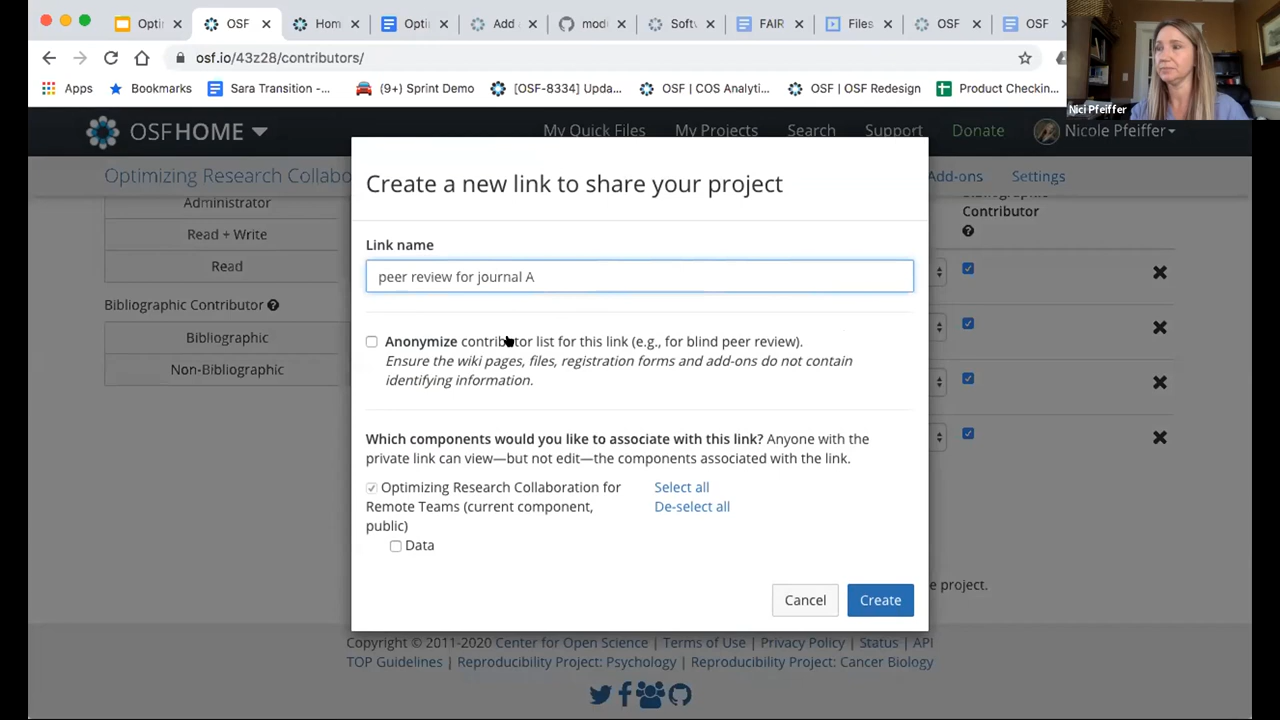 Opti
OSF
Hom
Opti
Add
mod
Softv
FAIR
Files
OSF
OSF
osf.io/43z28/contributors/
Apps
Bookmarks
Sara Transition -...
(9+) Sprint Demo
[OSF-8334] Upda...
OSF | COS Analyti...
OSF | OSF Redesign
Product Checkin...
Nici Pfeiffer
OSFHOME
My Quick Files
My Projects
Search
Support
Donate
Nicole Pfeiffer
Optimizing Research Collabo
Add-ons
Settings
Administrator
Read + Write
Read
Bibliographic Contributor
Bibliographic
Non-Bibliographic
Contributor
Create a new link to share your project
Link name
peer review for journal A
Anonymize contributor list for this link (e.g., for blind peer review).
Ensure the wiki pages, files, registration forms and add-ons do not contain
identifying information.
Which components would you like to associate with this link? Anyone with the
private link can view—but not edit—the components associated with the link.
Optimizing Research Collaboration for
Remote Teams (current component,
public)
Select all
De-select all
Data
Cancel
Create
e project.
Copyright © 2011-2020 Center for Open Science | Terms of Use | Privacy Policy | Status | API
TOP Guidelines | Reproducibility Project: Psychology | Reproducibility Project: Cancer Biology